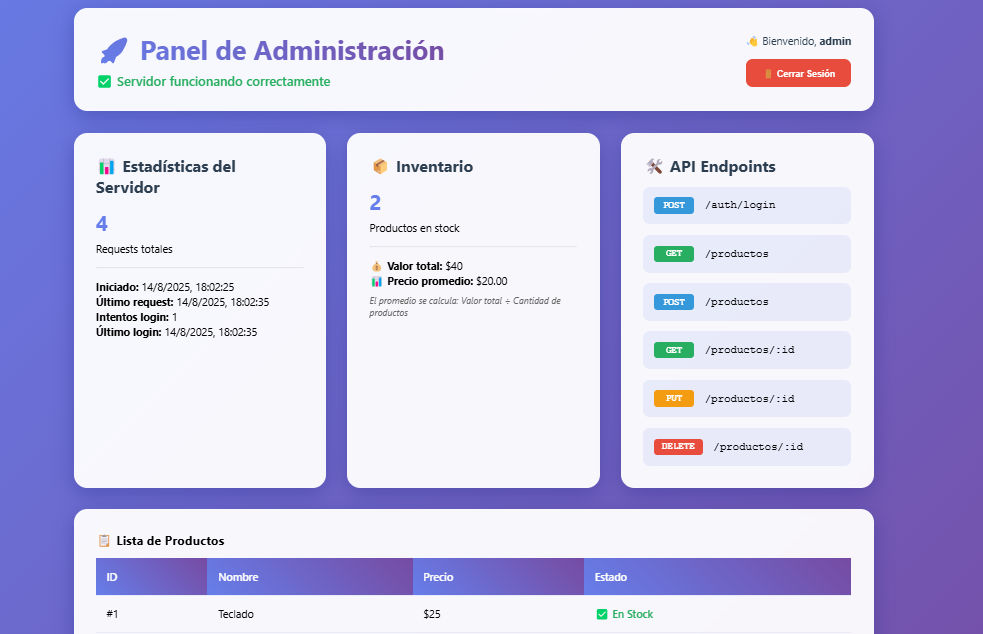 Panel de Administración
Servidor funcionando correctamente
Bienvenido, admin
Cerrar Sesión
Estadísticas del
Servidor
4
Requests totales
Iniciado: 14/8/2025, 18:02:25
Último request: 14/8/2025, 18:02:35
Intentos login: 1
Último login: 14/8/2025, 18:02:35
Inventario
2
Productos en stock
Valor total: $40
Precio promedio: $20.00
El promedio se calcula: Valor total ÷ Cantidad de
productos
API Endpoints
POST /auth/login
GET /productos
POST /productos
GET /productos/:id
PUT /productos/:id
DELETE /productos/:id
Lista de Productos
ID Nombre Precio Estado
#1 Teclado $25 En Stock